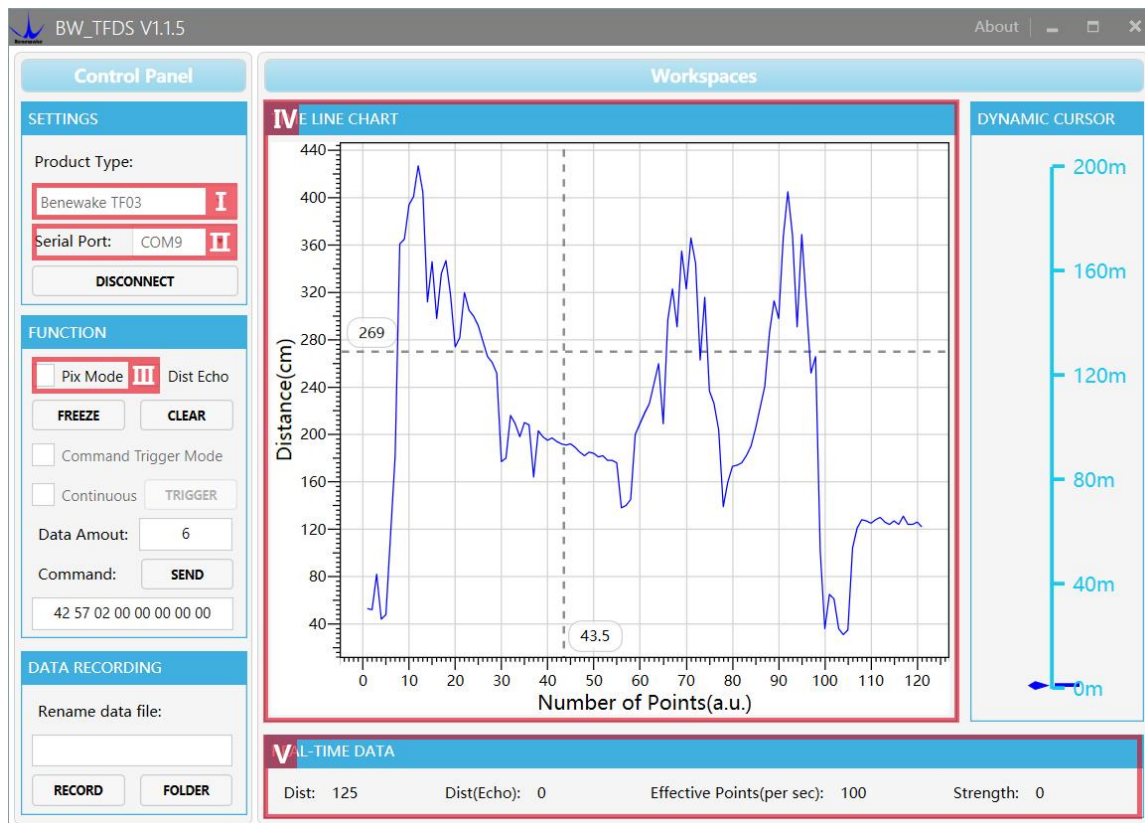 BW_TFDS V1.1.5
About
Benewake
Control Panel
Workspaces
SETTINGS
Product Type:
Benewake TF03 I
Serial Port: COM9 II
DISCONNECT
FUNCTION
Pix Mode III Dist Echo
FREEZE CLEAR
Command Trigger Mode
Continuous TRIGGER
Data Amout: 6
Command: SEND
42 57 02 00 00 00 00 00
DATA RECORDING
Rename data file:
RECORD FOLDER
IV E LINE CHART
440
400
360
320
280
240
200
160
120
80
40
269
43.5
Distance(cm)
0 10 20 30 40 50 60 70 80 90 100 110 120
Number of Points(a.u.)
DYNAMIC CURSOR
200m
160m
120m
80m
40m
0m
V AL-TIME DATA
Dist: 125 Dist(Echo): 0 Effective Points(per sec): 100 Strength: 0